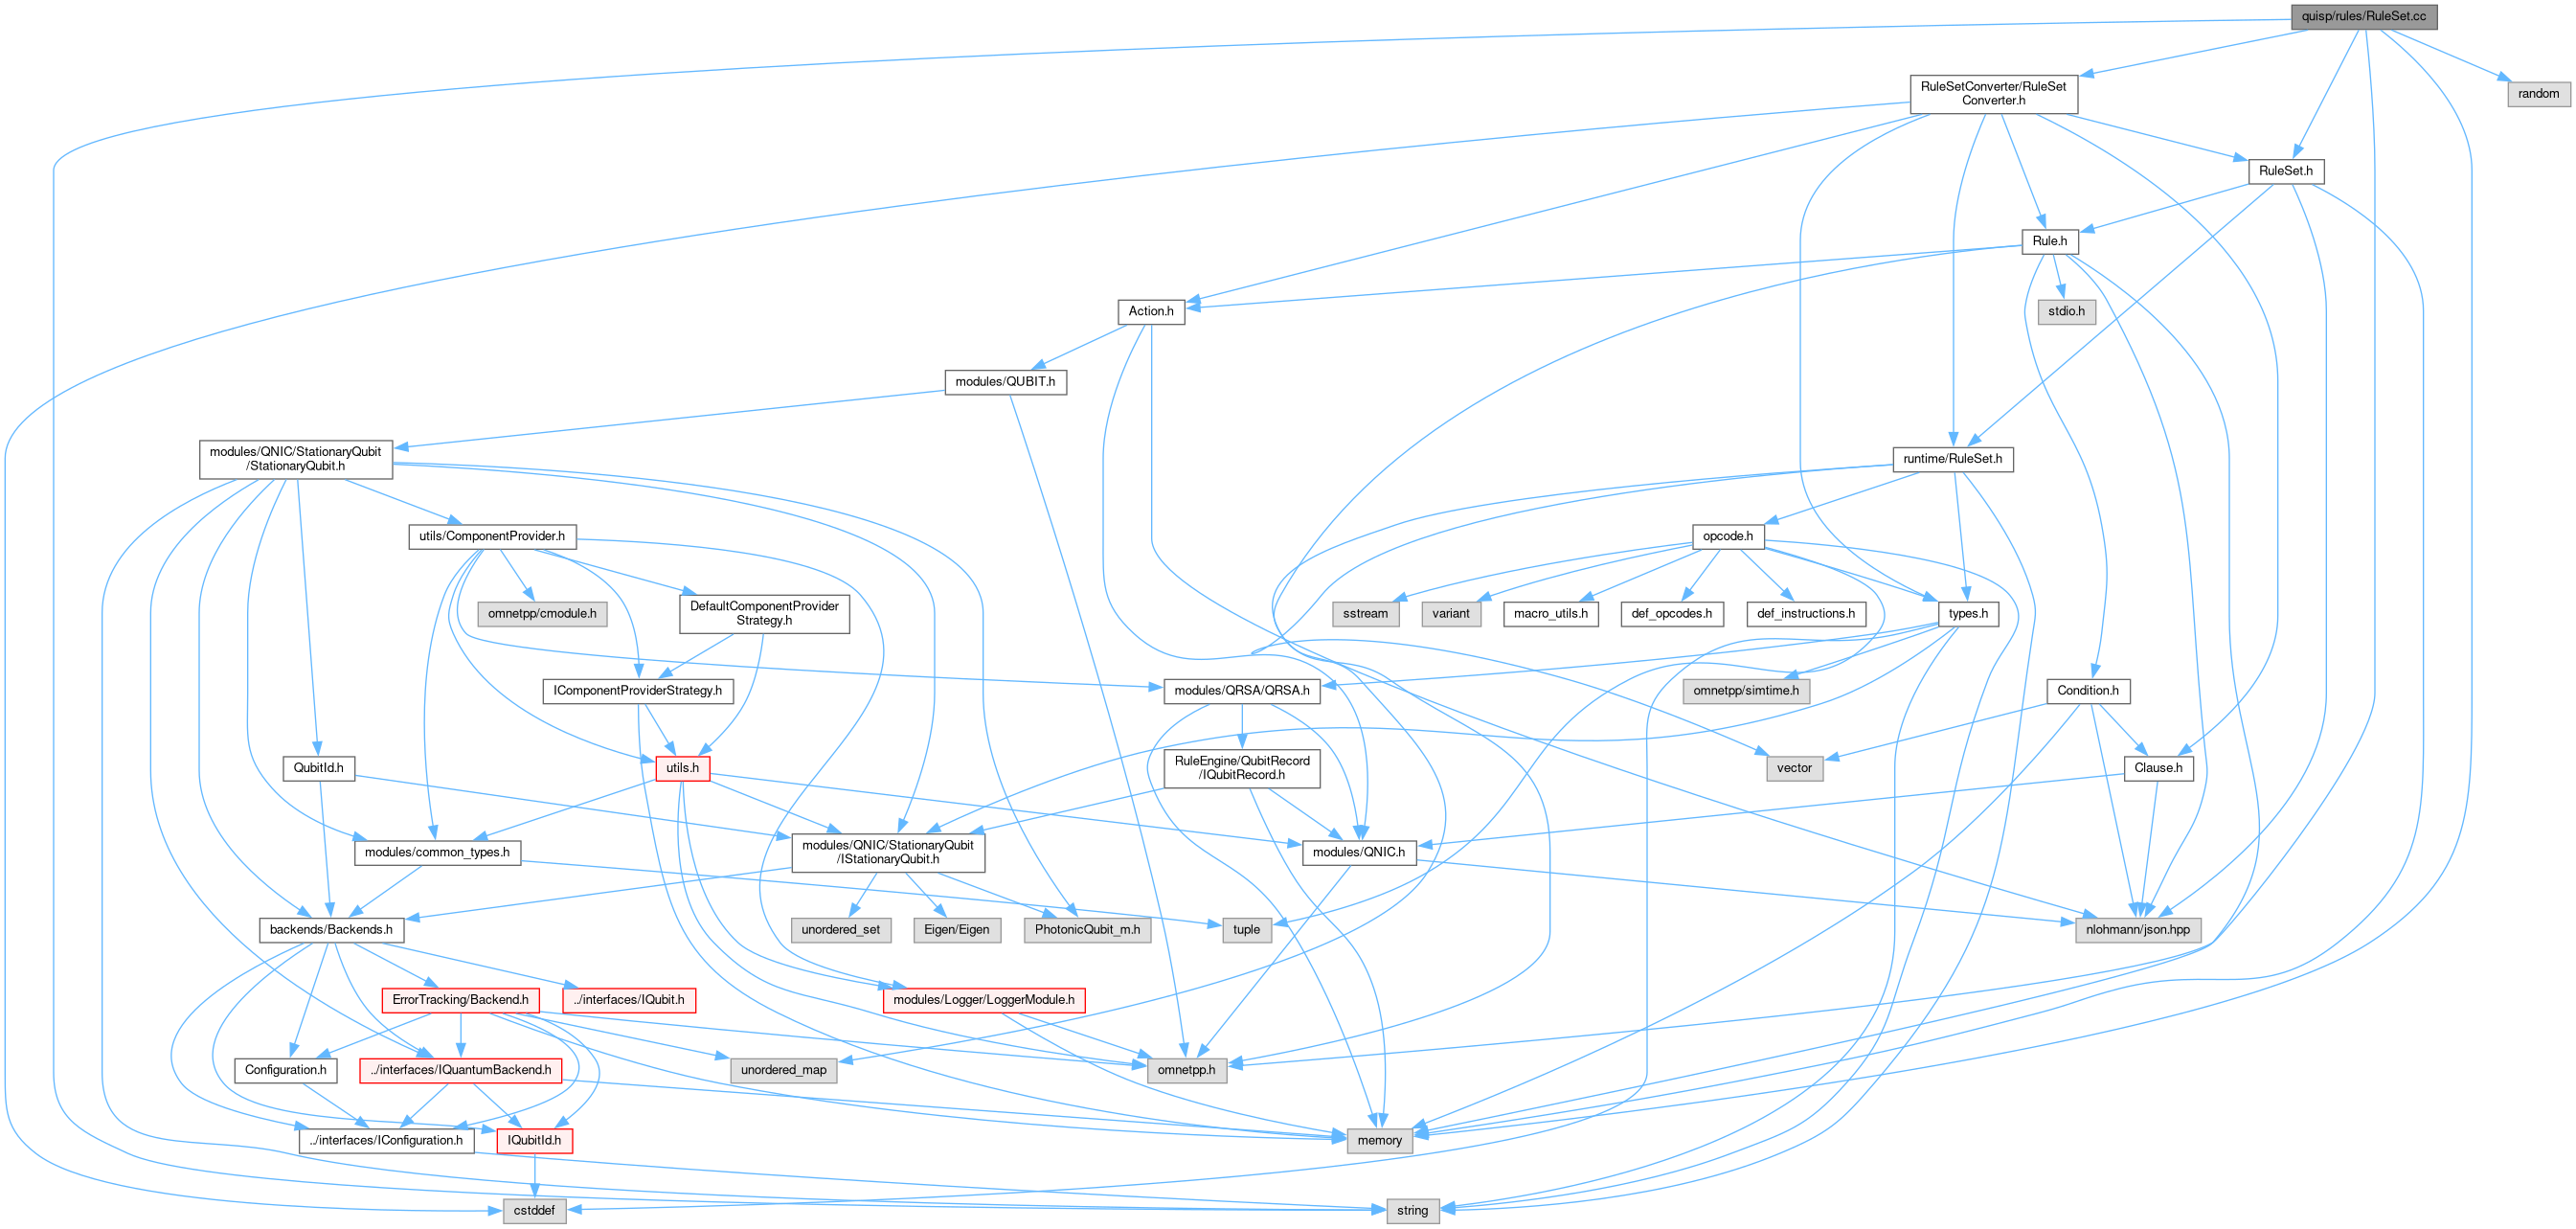 quisp/rules/RuleSet.cc
RuleSetConverter/RuleSet
Converter.h
random
RuleSet.h
Rule.h
Action.h
stdio.h
modules/QUBIT.h
modules/QNIC/StationaryQubit
/StationaryQubit.h
runtime/RuleSet.h
utils/ComponentProvider.h
opcode.h
omnetpp/cmodule.h
DefaultComponentProvider
Strategy.h
sstream
variant
macro_utils.h
def_opcodes.h
def_instructions.h
types.h
IComponentProviderStrategy.h
modules/QRSA/QRSA.h
omnetpp/simtime.h
Condition.h
QubitId.h
utils.h
RuleEngine/QubitRecord
/IQubitRecord.h
vector
Clause.h
modules/common_types.h
modules/QNIC/StationaryQubit
/IStationaryQubit.h
modules/QNIC.h
backends/Backends.h
unordered_set
Eigen/Eigen
PhotonicQubit_m.h
tuple
nlohmann/json.hpp
ErrorTracking/Backend.h
../interfaces/IQubit.h
modules/Logger/LoggerModule.h
Configuration.h
../interfaces/IQuantumBackend.h
unordered_map
omnetpp.h
../interfaces/IConfiguration.h
IQubitId.h
memory
cstddef
string